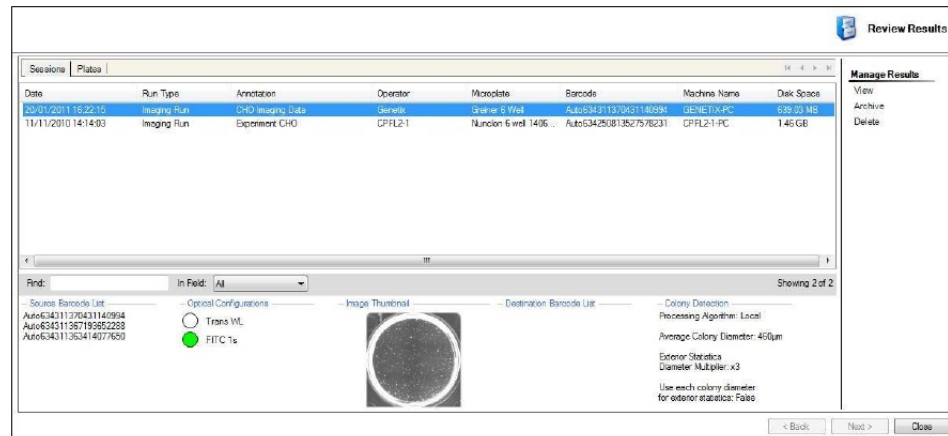 Review Results
Sessions Plates
Manage Results
View
Archive
Delete
Date Run Type Annotation Operator Microplate Barcode Machine Name Disk Space
20/01/2011 16:22:15 Imaging Run CHO Imaging Data Genetix Greiner 6 Well Auto634311370431140994 GENETIX-PC 639.03 MB
11/11/2010 14:14:03 Imaging Run Experiment CHO CPFL2-1 Nunclon 6 well 1406... Auto634250813527578231 CPFL2-1-PC 1.46 GB
Find: In Field: All Showing 2 of 2
Source Barcode List
Auto634311370431140994
Auto634311367193652288
Auto634311363414077650
Optical Configurations
Trans WL
FITC 1s
Image Thumbnail
Destination Barcode List
Colony Detection
Processing Algorithm: Local
Average Colony Diameter: 460µm
Exterior Statistics
Diameter Multiplier: x3
Use each colony diameter
for exterior statistics: False
< Back Next > Close